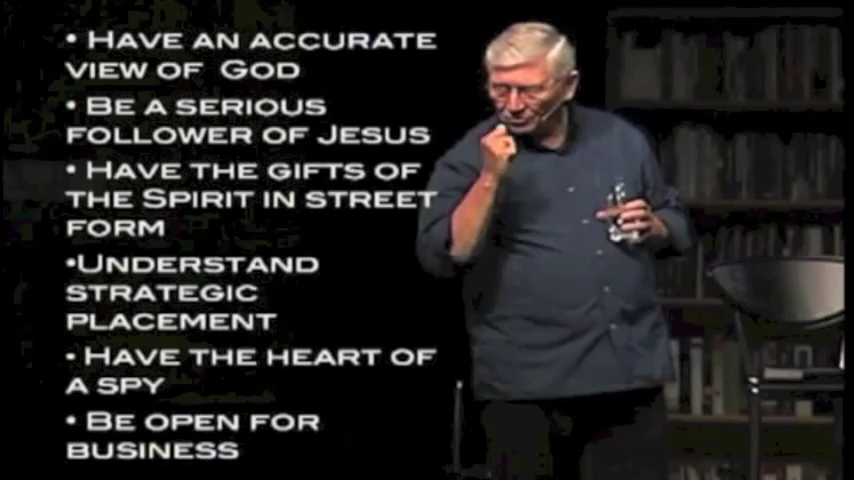 • Have an accurate
view of God
• Be a serious
follower of Jesus
• Have the gifts of
the Spirit in street
form
•Understand
strategic
placement
• Have the heart of
a spy
• Be open for
business